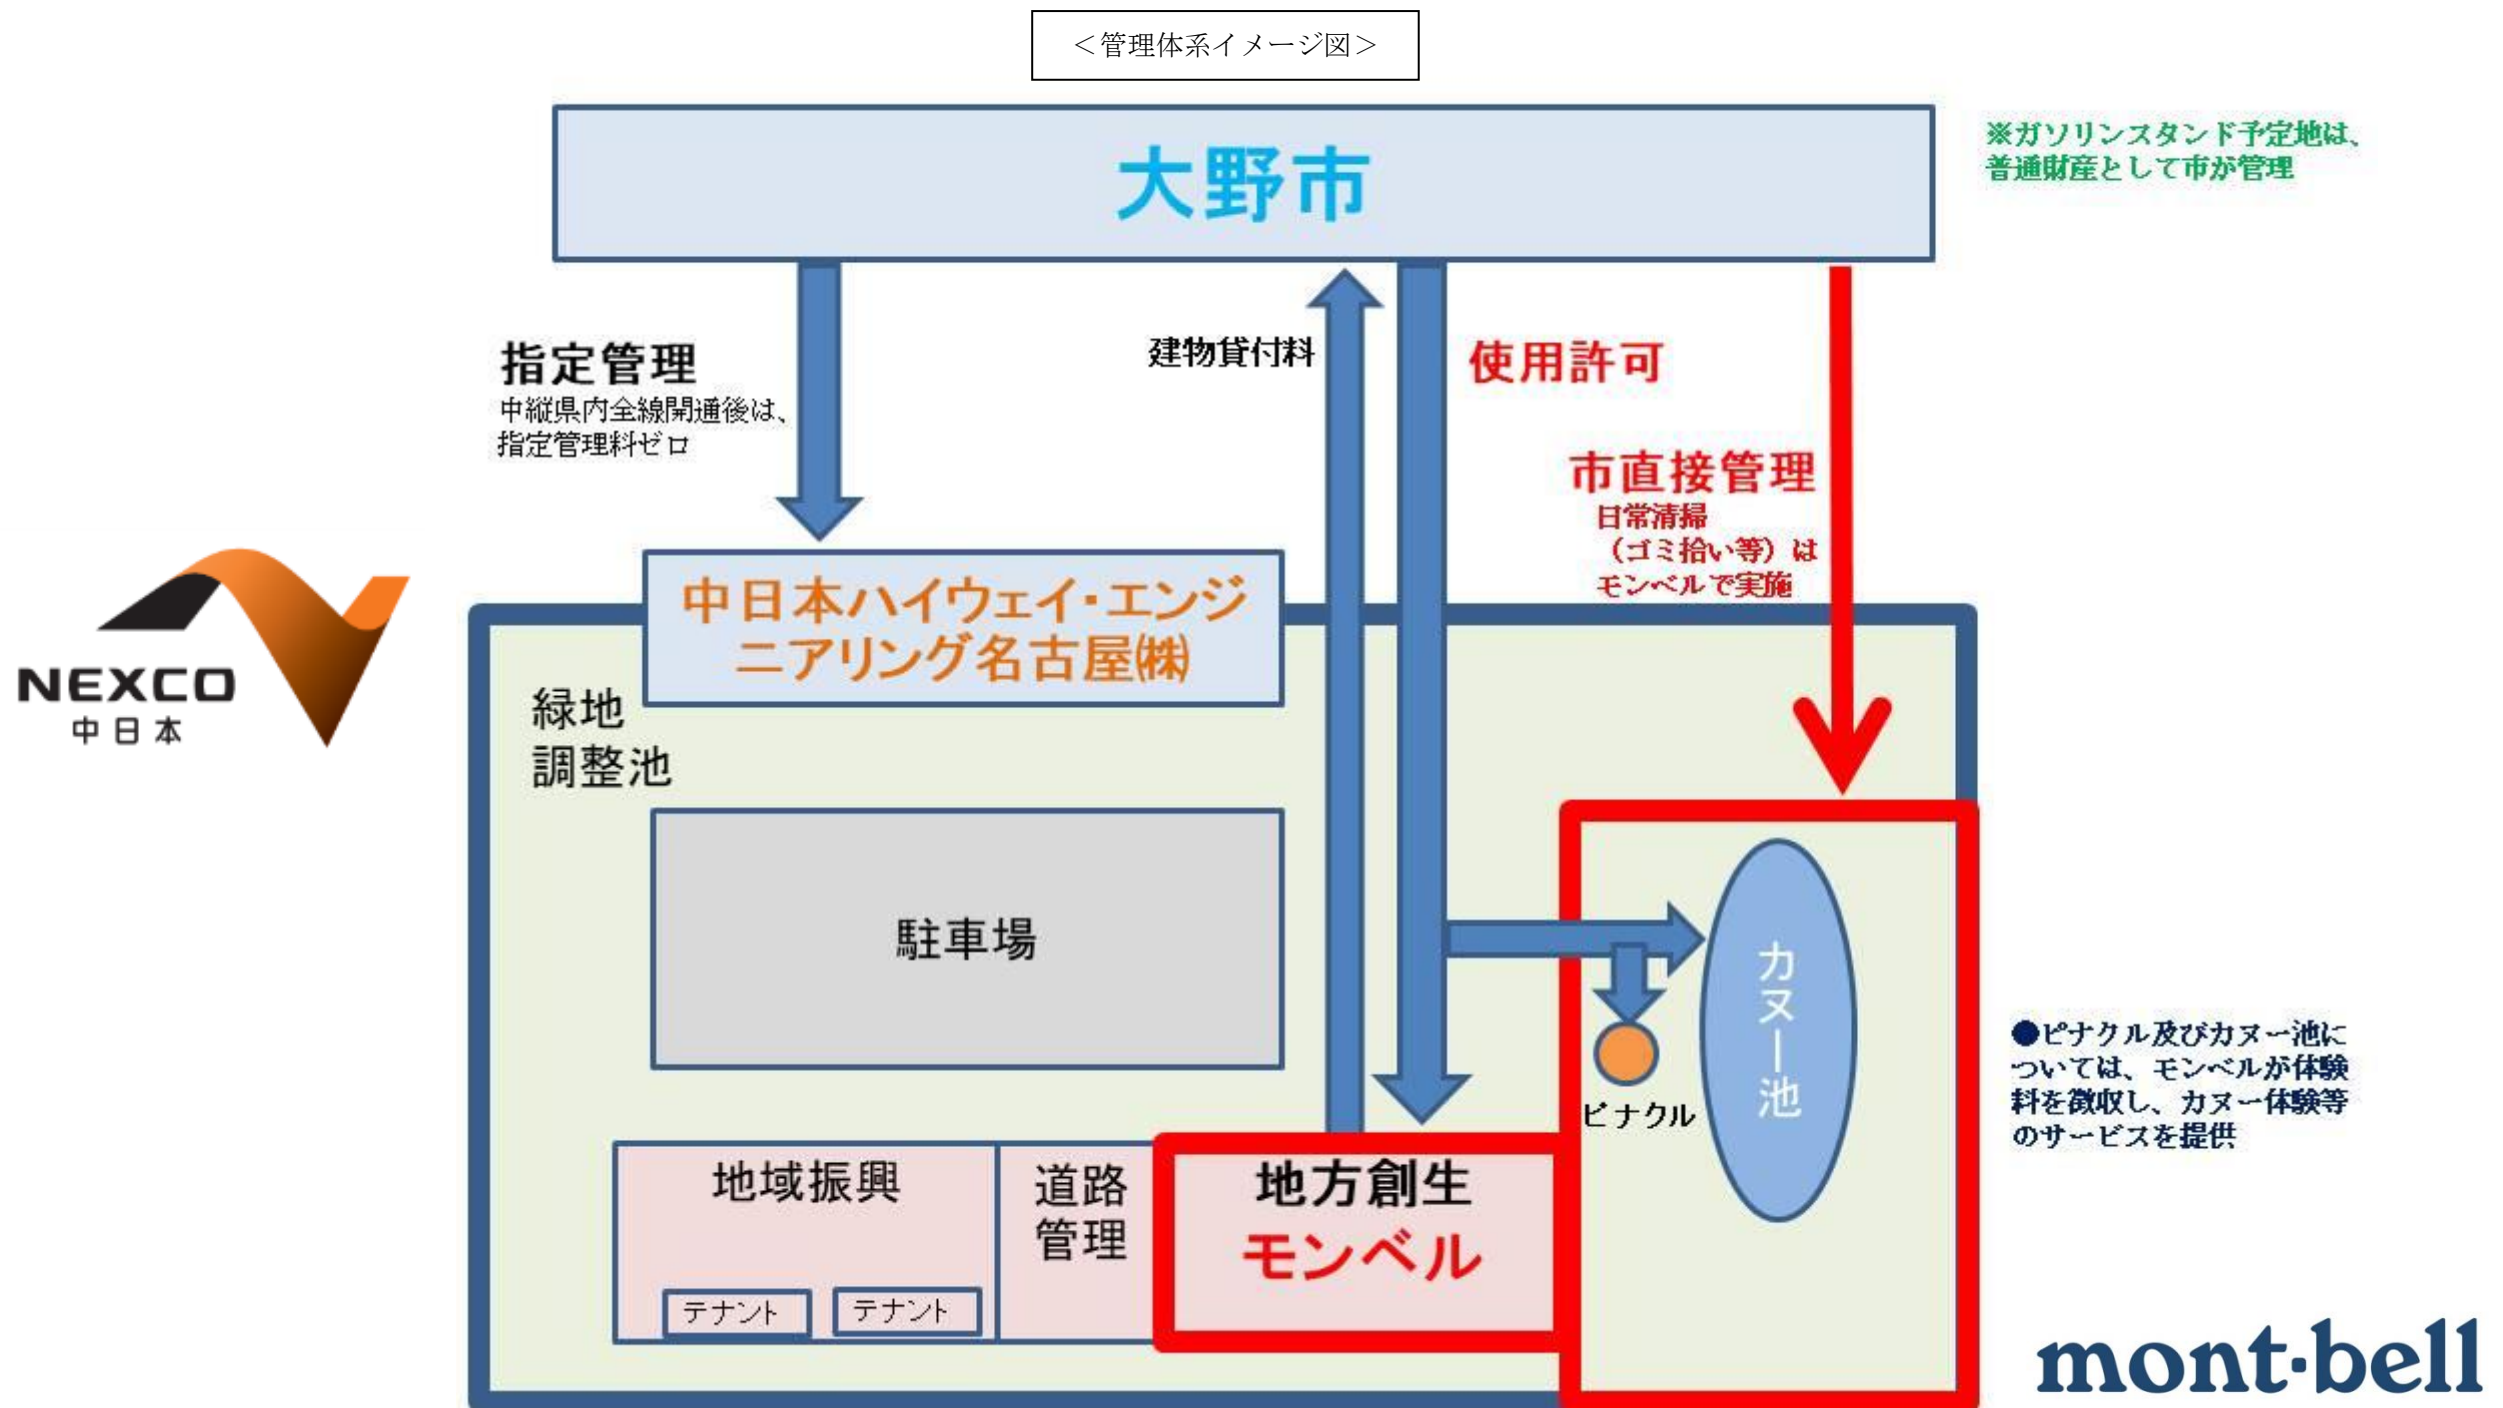 ＜管理体系イメージ図＞
大野市
※ガソリンスタンド予定地は、
普通財産として市が管理
指定管理
中縦県内全線開通後は、
指定管理料ゼロ
建物貸付料
使用許可
市直接管理
日常清掃
（ゴミ拾い等）は
モンベルで実施
NEXCO
中日本
中日本ハイウェイ・エンジ
ニアリング名古屋㈱
緑地
調整池
駐車場
カヌー池
ピナクル
●ピナクル及びカヌー池に
ついては、モンベルが体験
料を徴収し、カヌー体験等
のサービスを提供
地域振興
テナント
テナント
道路
管理
地方創生
モンベル
mont-bell